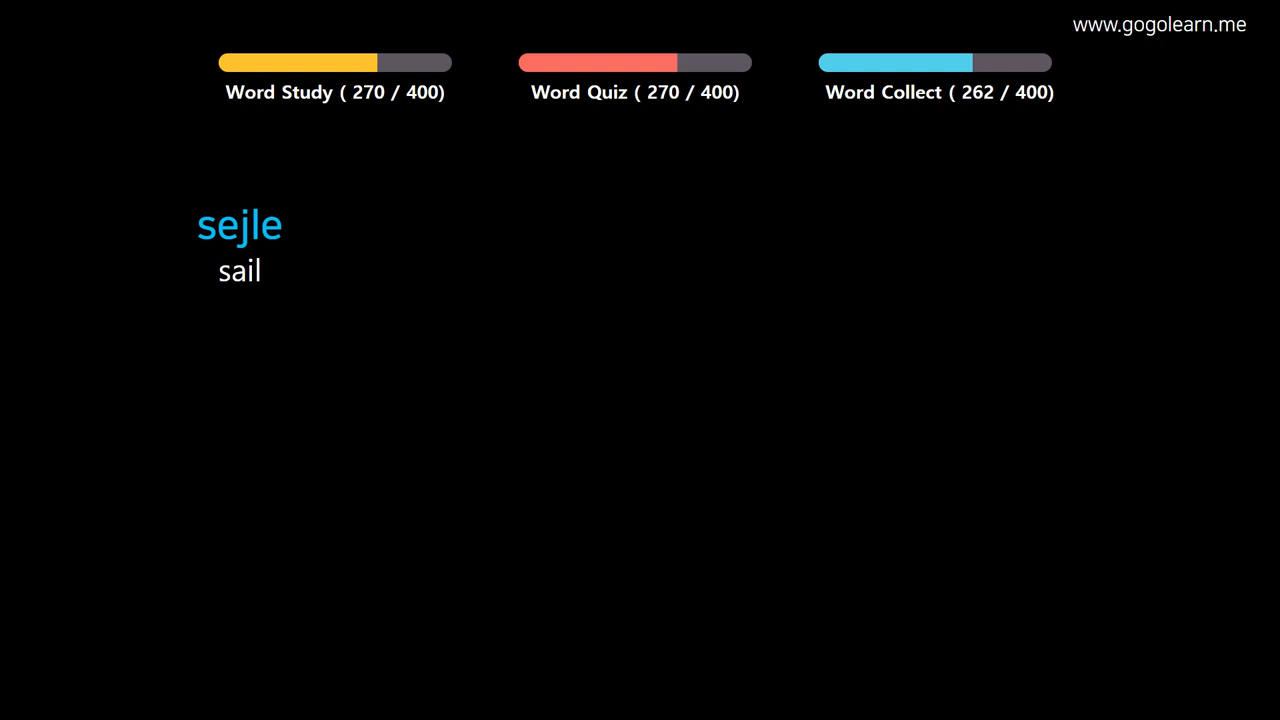 www.gogolearn.me
Word Study ( 270 / 400)
Word Quiz ( 270 / 400)
Word Collect ( 262 / 400)
sejle
sail